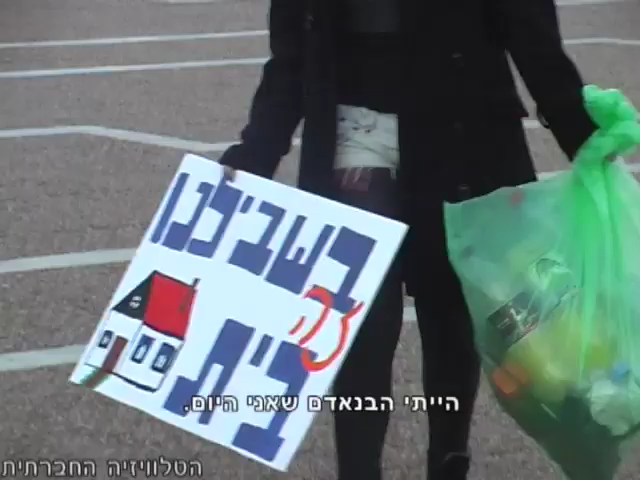 בשבילנו
זה
בית
הייתי הבנאדם שאני היום.
הטלוויזיה החברתית